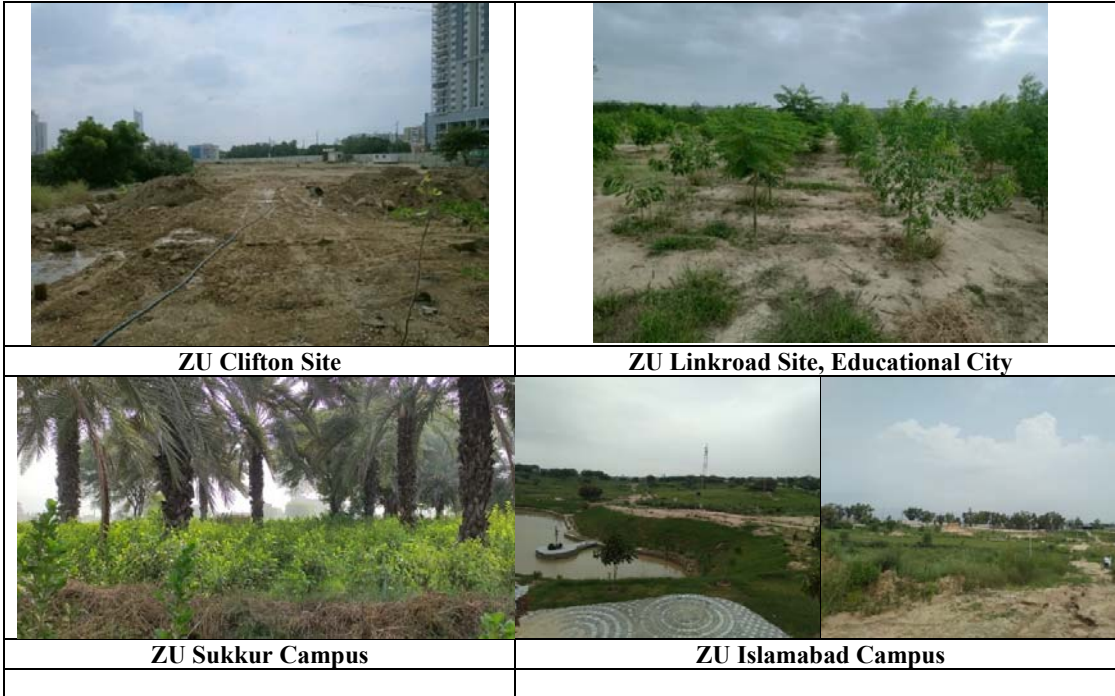 ZU Clifton Site
ZU Linkroad Site, Educational City
ZU Sukkur Campus
ZU Islamabad Campus